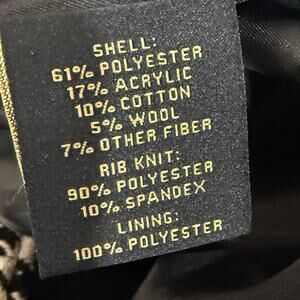 SHELL:
61% POLYESTER
17% ACRYLIC
10% COTTON
5% WOOL
7% OTHER FIBER
RIB KNIT:
90% POLYESTER
10% SPANDEX
LINING:
100% POLYESTER